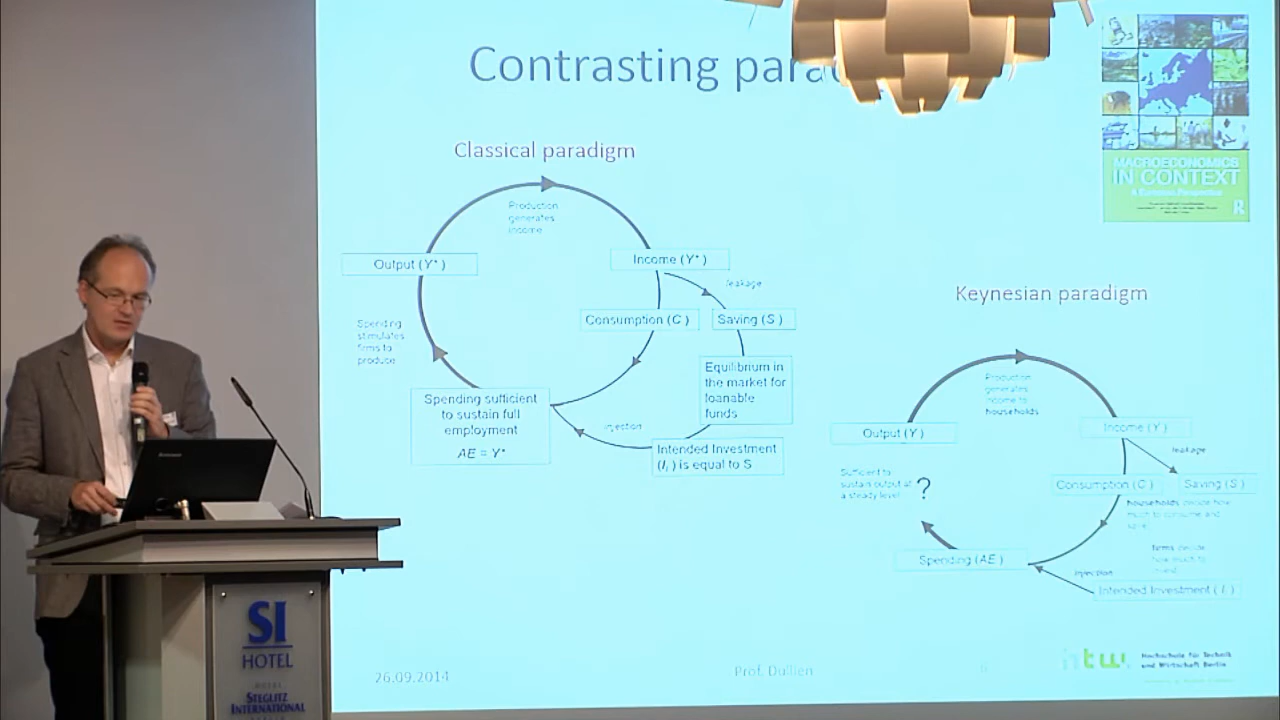 Contrasting para
MACROECONOMICS
IN CONTEXT
A European Perspective
R
Classical paradigm
Production
generates
income
Output (Y*)
Income (Y*)
leakage
Consumption (C)
Saving (S)
Spending
stimulates
firms to
produce
Equilibrium in
the market for
loanable
funds
Spending sufficient
to sustain full
employment
AE = Y*
injection
Intended Investment
(I ) is equal to S
Keynesian paradigm
Production
generates
income to
households
Output (Y)
Income (Y)
leakage
Consumption (C)
Saving (S)
Sufficient to
sustain output at
a steady level
?
households decide how
much to consume and
save
firms decide
how much to
invest
Spending (AE)
injection
Intended Investment (I )
26.09.2014
Prof. Dullien
htw.
Hochschule für Technik
und Wirtschaft Berlin
SI
HOTEL
STEGLITZ
INTERNATIONAL